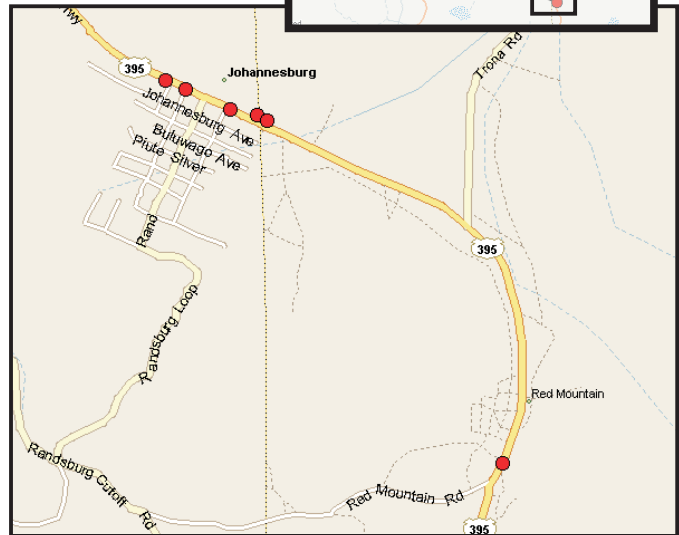 Hwy
395
Johannesburg
Trona Rd
Johannesburg Ave
Buluwago Ave
Piute Silver
Rand
395
Randsburg Loop
Red Mountain
Randsburg Cutoff Rd
Red Mountain Rd
395